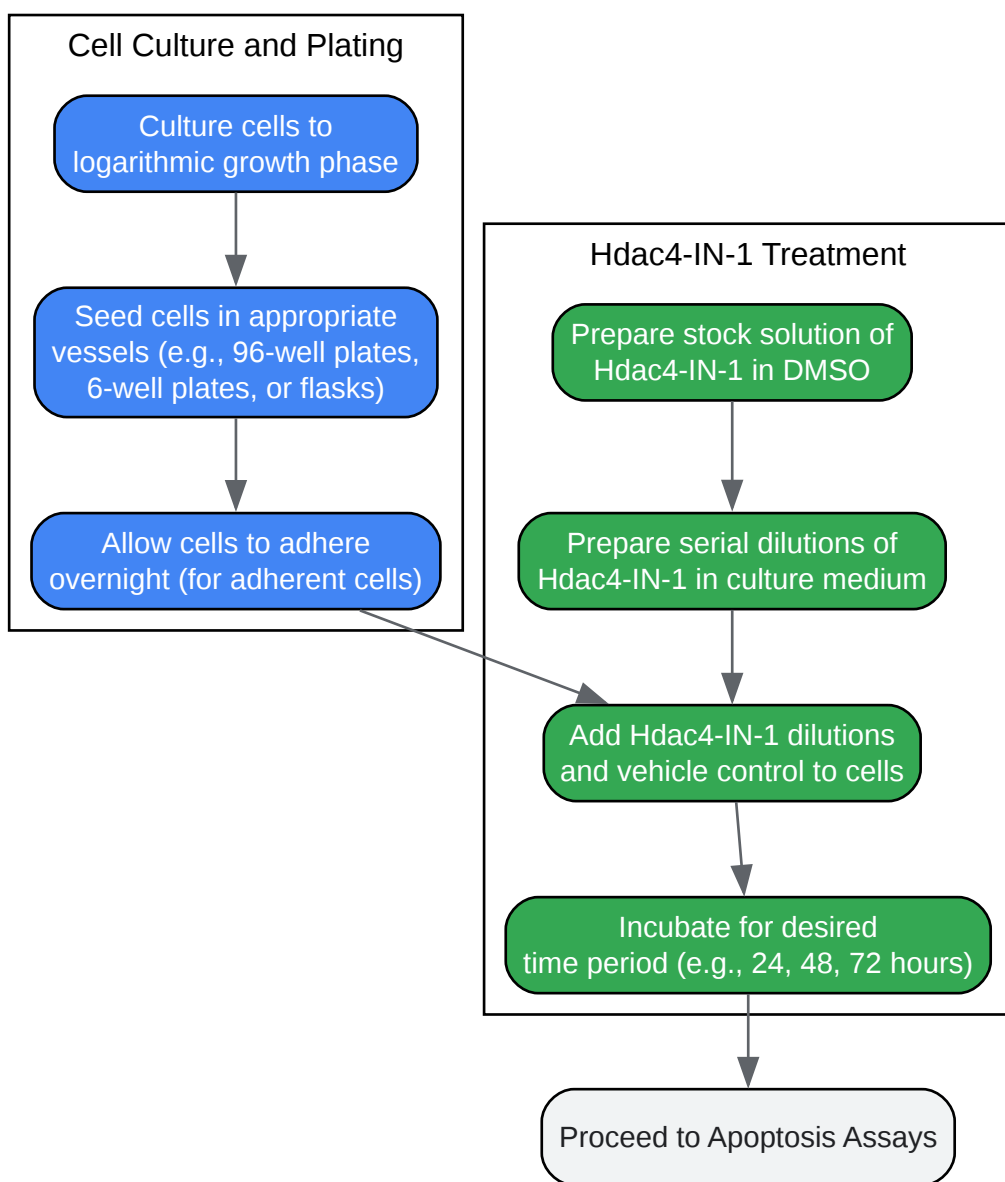 Cell Culture and Plating
Culture cells to
logarithmic growth phase
Seed cells in appropriate
vessels (e.g., 96-well plates,
6-well plates, or flasks)
Allow cells to adhere
overnight (for adherent cells)
Hdac4-IN-1 Treatment
Prepare stock solution of
Hdac4-IN-1 in DMSO
Prepare serial dilutions of
Hdac4-IN-1 in culture medium
Add Hdac4-IN-1 dilutions
and vehicle control to cells
Incubate for desired
time period (e.g., 24, 48, 72 hours)
Proceed to Apoptosis Assays